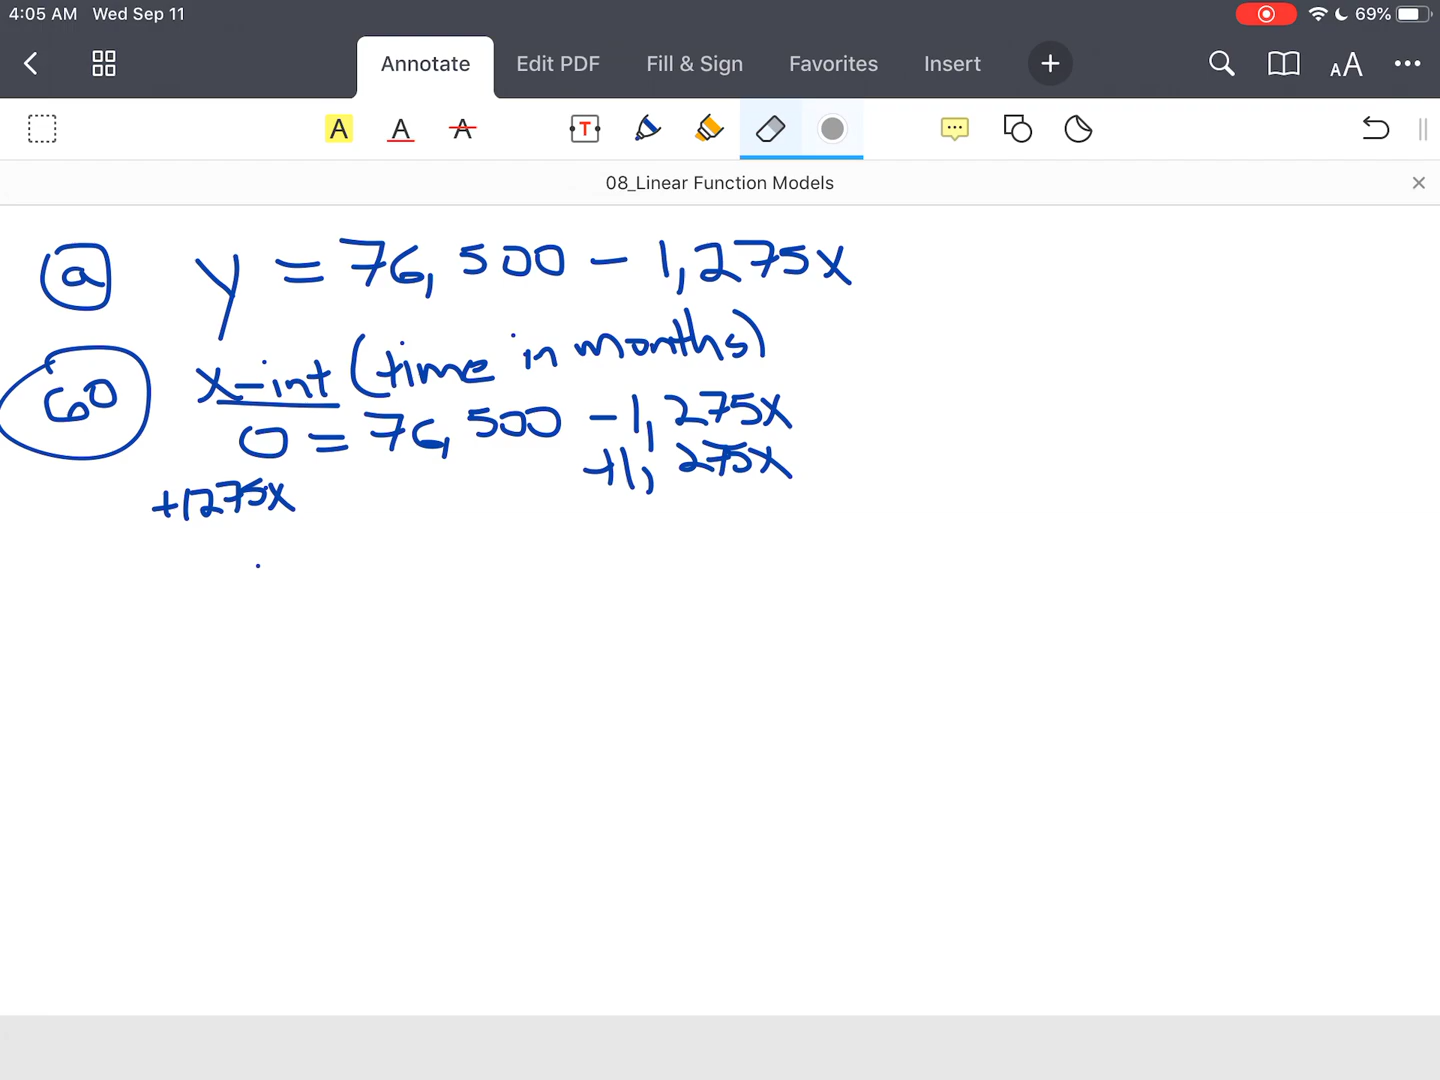 4:05 AM Wed Sep 11 69%
Annotate Edit PDF Fill & Sign Favorites Insert
08_Linear Function Models
a y = 76,500 - 1,275x
60 x-int (time in months)
0 = 76,500 - 1,275x
+1,275x
+1275x